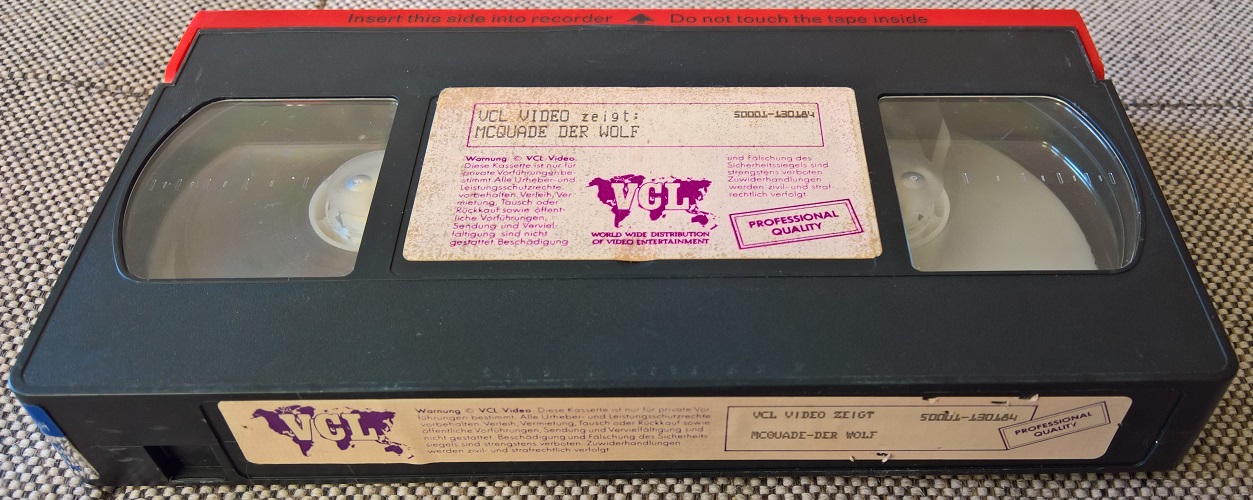 Insert this side into recorder Do not touch the tape inside
VCL VIDEO zeigt: 50001-130184
MCQUADE DER WOLF
Warnung © VCL Video.
Diese Kassette ist nur für
private Vorführungen be-
stimmt. Alle Urheber- und
Leistungsschutzrechte
vorbehalten. Verleih, Ver-
mietung, Tausch oder
Rückkauf sowie öffent-
liche Vorführungen,
Sendung und Verviel-
fältigung sind nicht
gestattet. Beschädigung
VCL
WORLD WIDE DISTRIBUTION
OF VIDEO ENTERTAINMENT
und Fälschung des
Sicherheitssiegels sind
strengstens verboten.
Zuwiderhandlungen
werden zivil- und straf-
rechtlich verfolgt.
PROFESSIONAL
QUALITY
VCL
Warnung © VCL Video. Diese Kassette ist nur für private Vor-
führungen bestimmt. Alle Urheber- und Leistungsschutzrechte
vorbehalten. Verleih, Vermietung, Tausch oder Rückkauf sowie
öffentliche Vorführungen, Sendung und Vervielfältigung sind
nicht gestattet. Beschädigung und Fälschung des Sicherheits-
siegels sind strengstens verboten. Zuwiderhandlungen
werden zivil- und strafrechtlich verfolgt.
VCL VIDEO ZEIGT 50001-130184
MCQUADE-DER WOLF
PROFESSIONAL
QUALITY